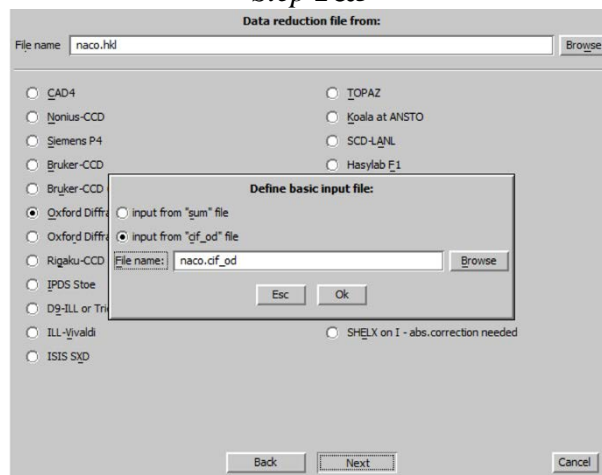 Data reduction file from:
File name naco.hkl Browse
CAD4 TOPAZ
Nonius-CCD Koala at ANSTO
Siemens P4 SCD-LANL
Bruker-CCD Hasylab F1
Bruker-CCD
Define basic input file:
Oxford Diffra input from "sum" file
Oxford Diffra input from "cif_od" file
Rigaku-CCD File name: naco.cif_od Browse
IPDS Stoe
Esc Ok
D9-ILL or Tri
ILL-Vivaldi SHELX on I - abs.correction needed
ISIS SXD
Back Next Cancel